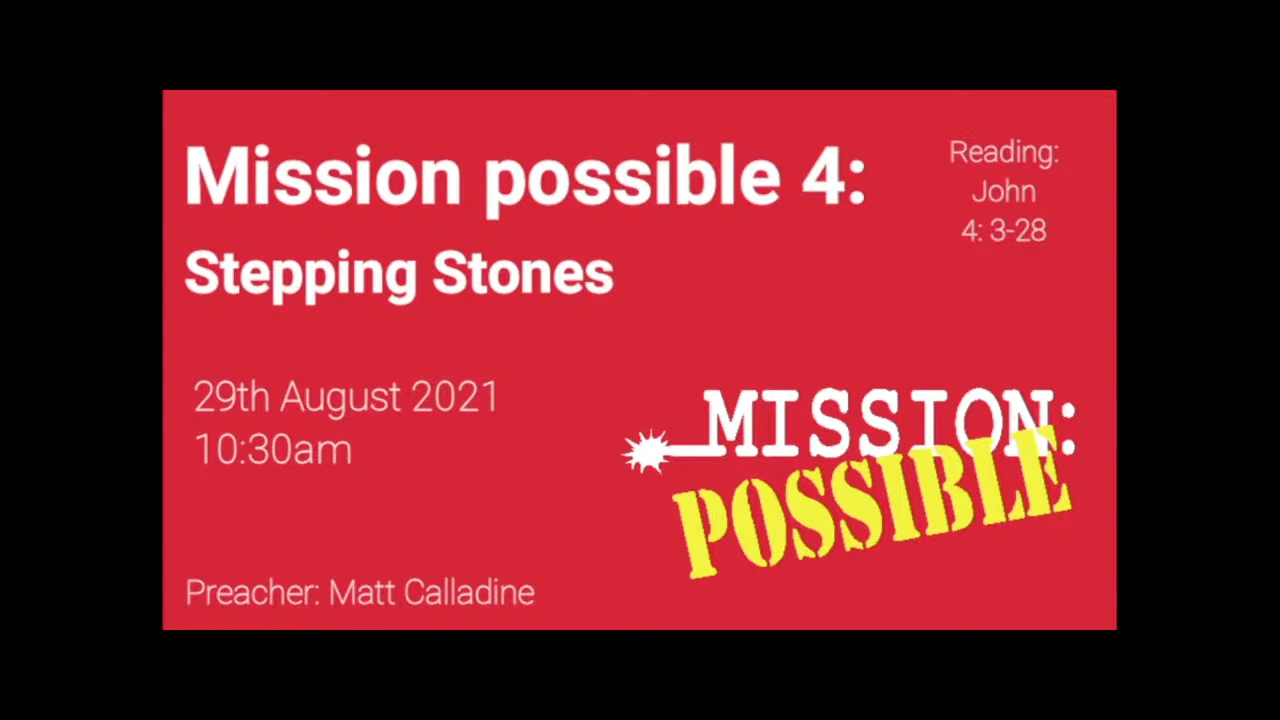 Mission possible 4:
Stepping Stones
Reading:
John
4: 3-28
29th August 2021
10:30am
MISSION:
POSSIBLE
Preacher: Matt Calladine